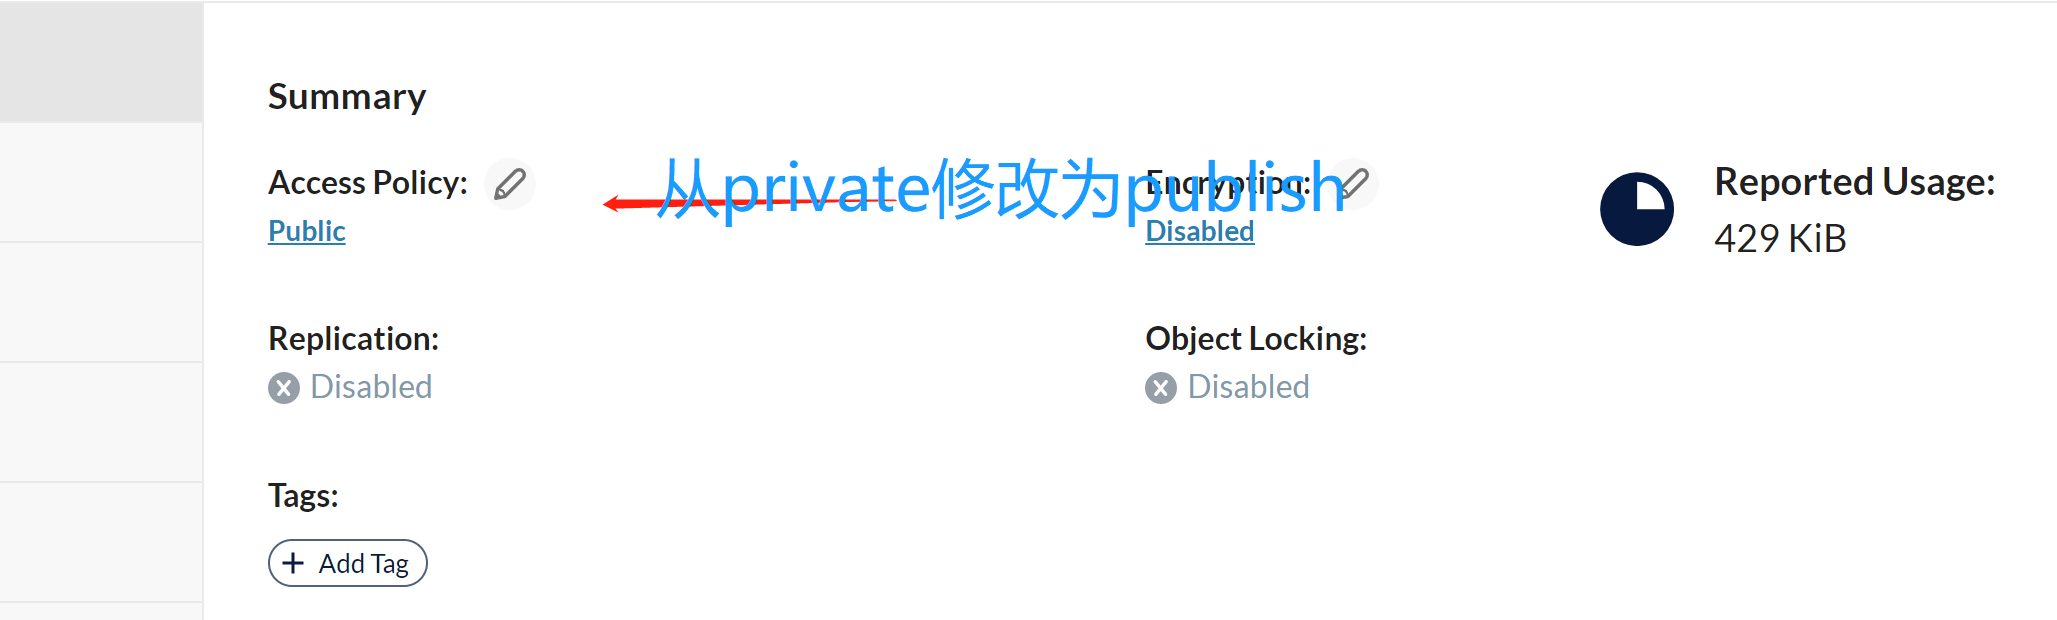 Summary
Access Policy:
Public
从private修改为publish
Encryption:
Disabled
Reported Usage:
429 KiB
Replication:
Disabled
Object Locking:
Disabled
Tags:
+ Add Tag